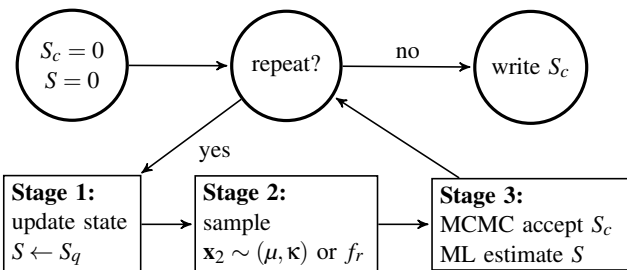 S_c = 0
S = 0
repeat?
no
write S_c
yes
Stage 1:
update state
S ← S_q
Stage 2:
sample
x₂ ∼ (μ, κ) or f_r
Stage 3:
MCMC accept S_c
ML estimate S